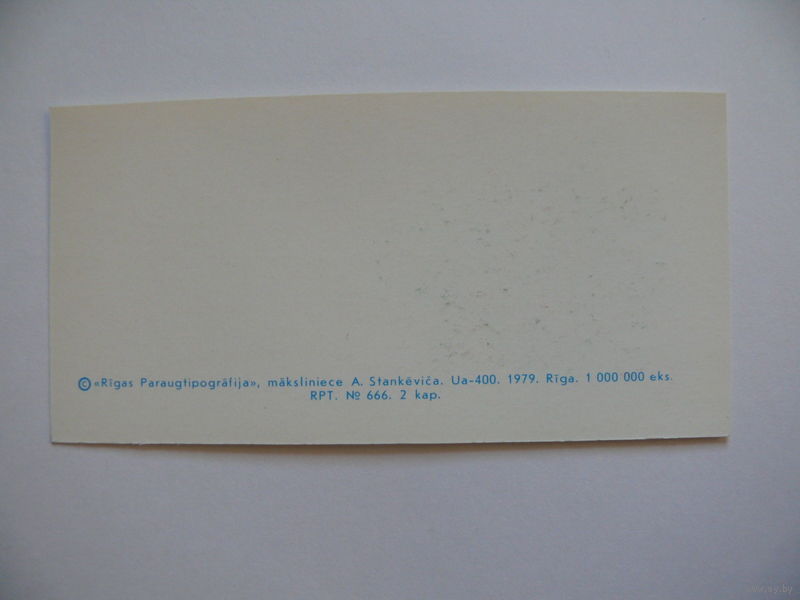 ©«Rīgas Paraugtipogrāfija», māksliniece A. Stankēviča. Ua-400. 1979. Rīga. 1 000 000 eks.
RPT. № 666. 2 kap.